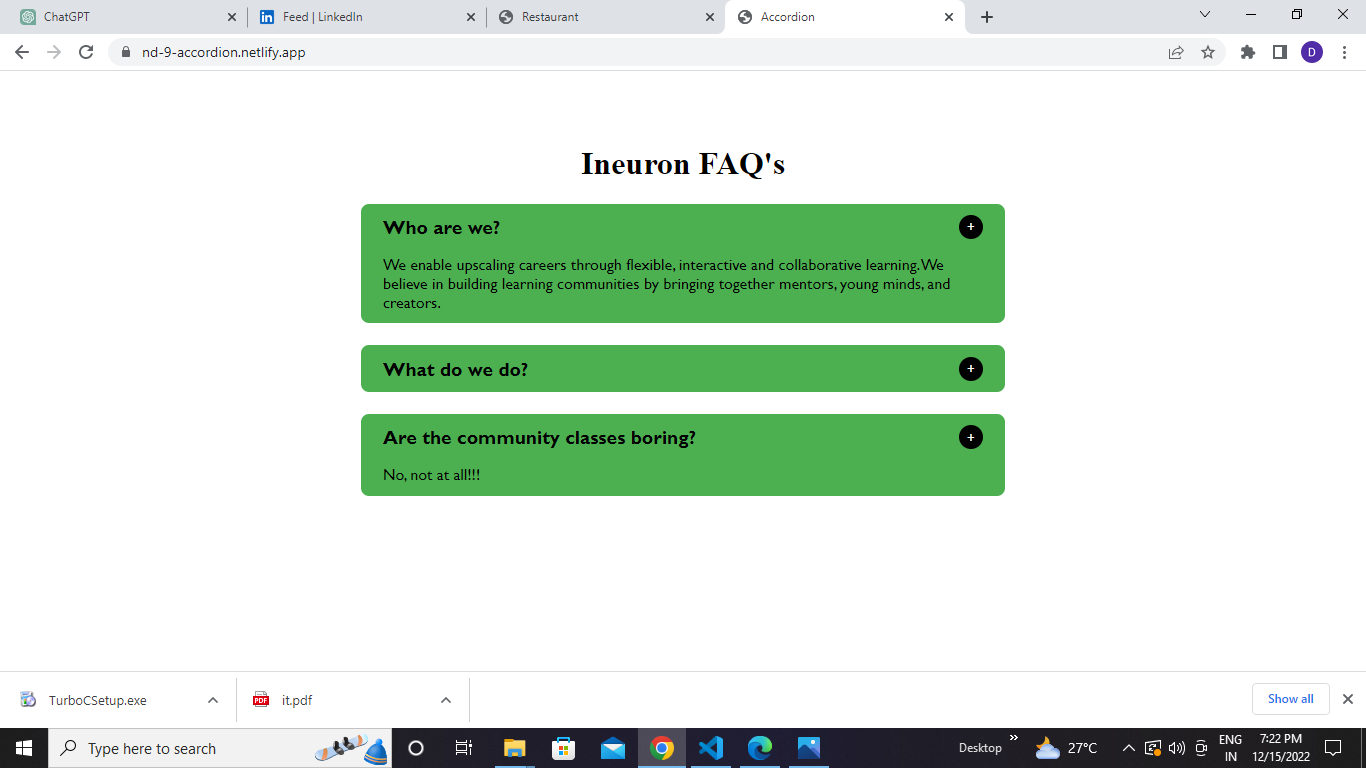 ChatGPT
Feed | LinkedIn
Restaurant
Accordion
nd-9-accordion.netlify.app
D
Ineuron FAQ's
Who are we?
+
We enable upscaling careers through flexible, interactive and collaborative learning. We
believe in building learning communities by bringing together mentors, young minds, and
creators.
What do we do?
+
Are the community classes boring?
+
No, not at all!!!
TurboCSetup.exe
PDF
it.pdf
Show all
Type here to search
Desktop
27°C
ENG
IN
7:22 PM
12/15/2022